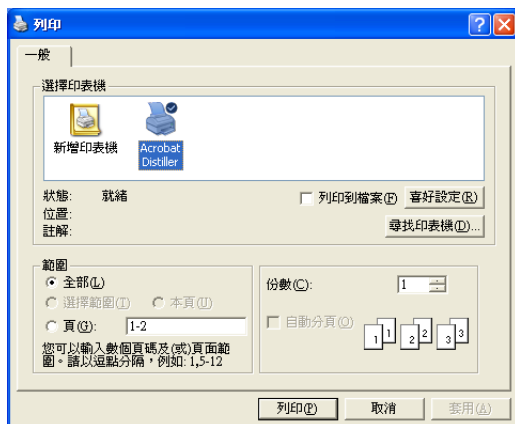 列印
一般
選擇印表機
新增印表機
Acrobat
Distiller
狀態: 就緒
位置:
註解:
列印到檔案(F)
喜好設定(R)
尋找印表機(D)...
範圍
全部(L)
選擇範圍(T) 本頁(U)
頁(G): 1-2
您可以輸入數個頁碼及(或)頁面範
圍。請以逗點分隔，例如: 1,5-12
份數(C): 1
自動分頁(O)
1 1 2 2 3 3
列印(P) 取消 套用(A)